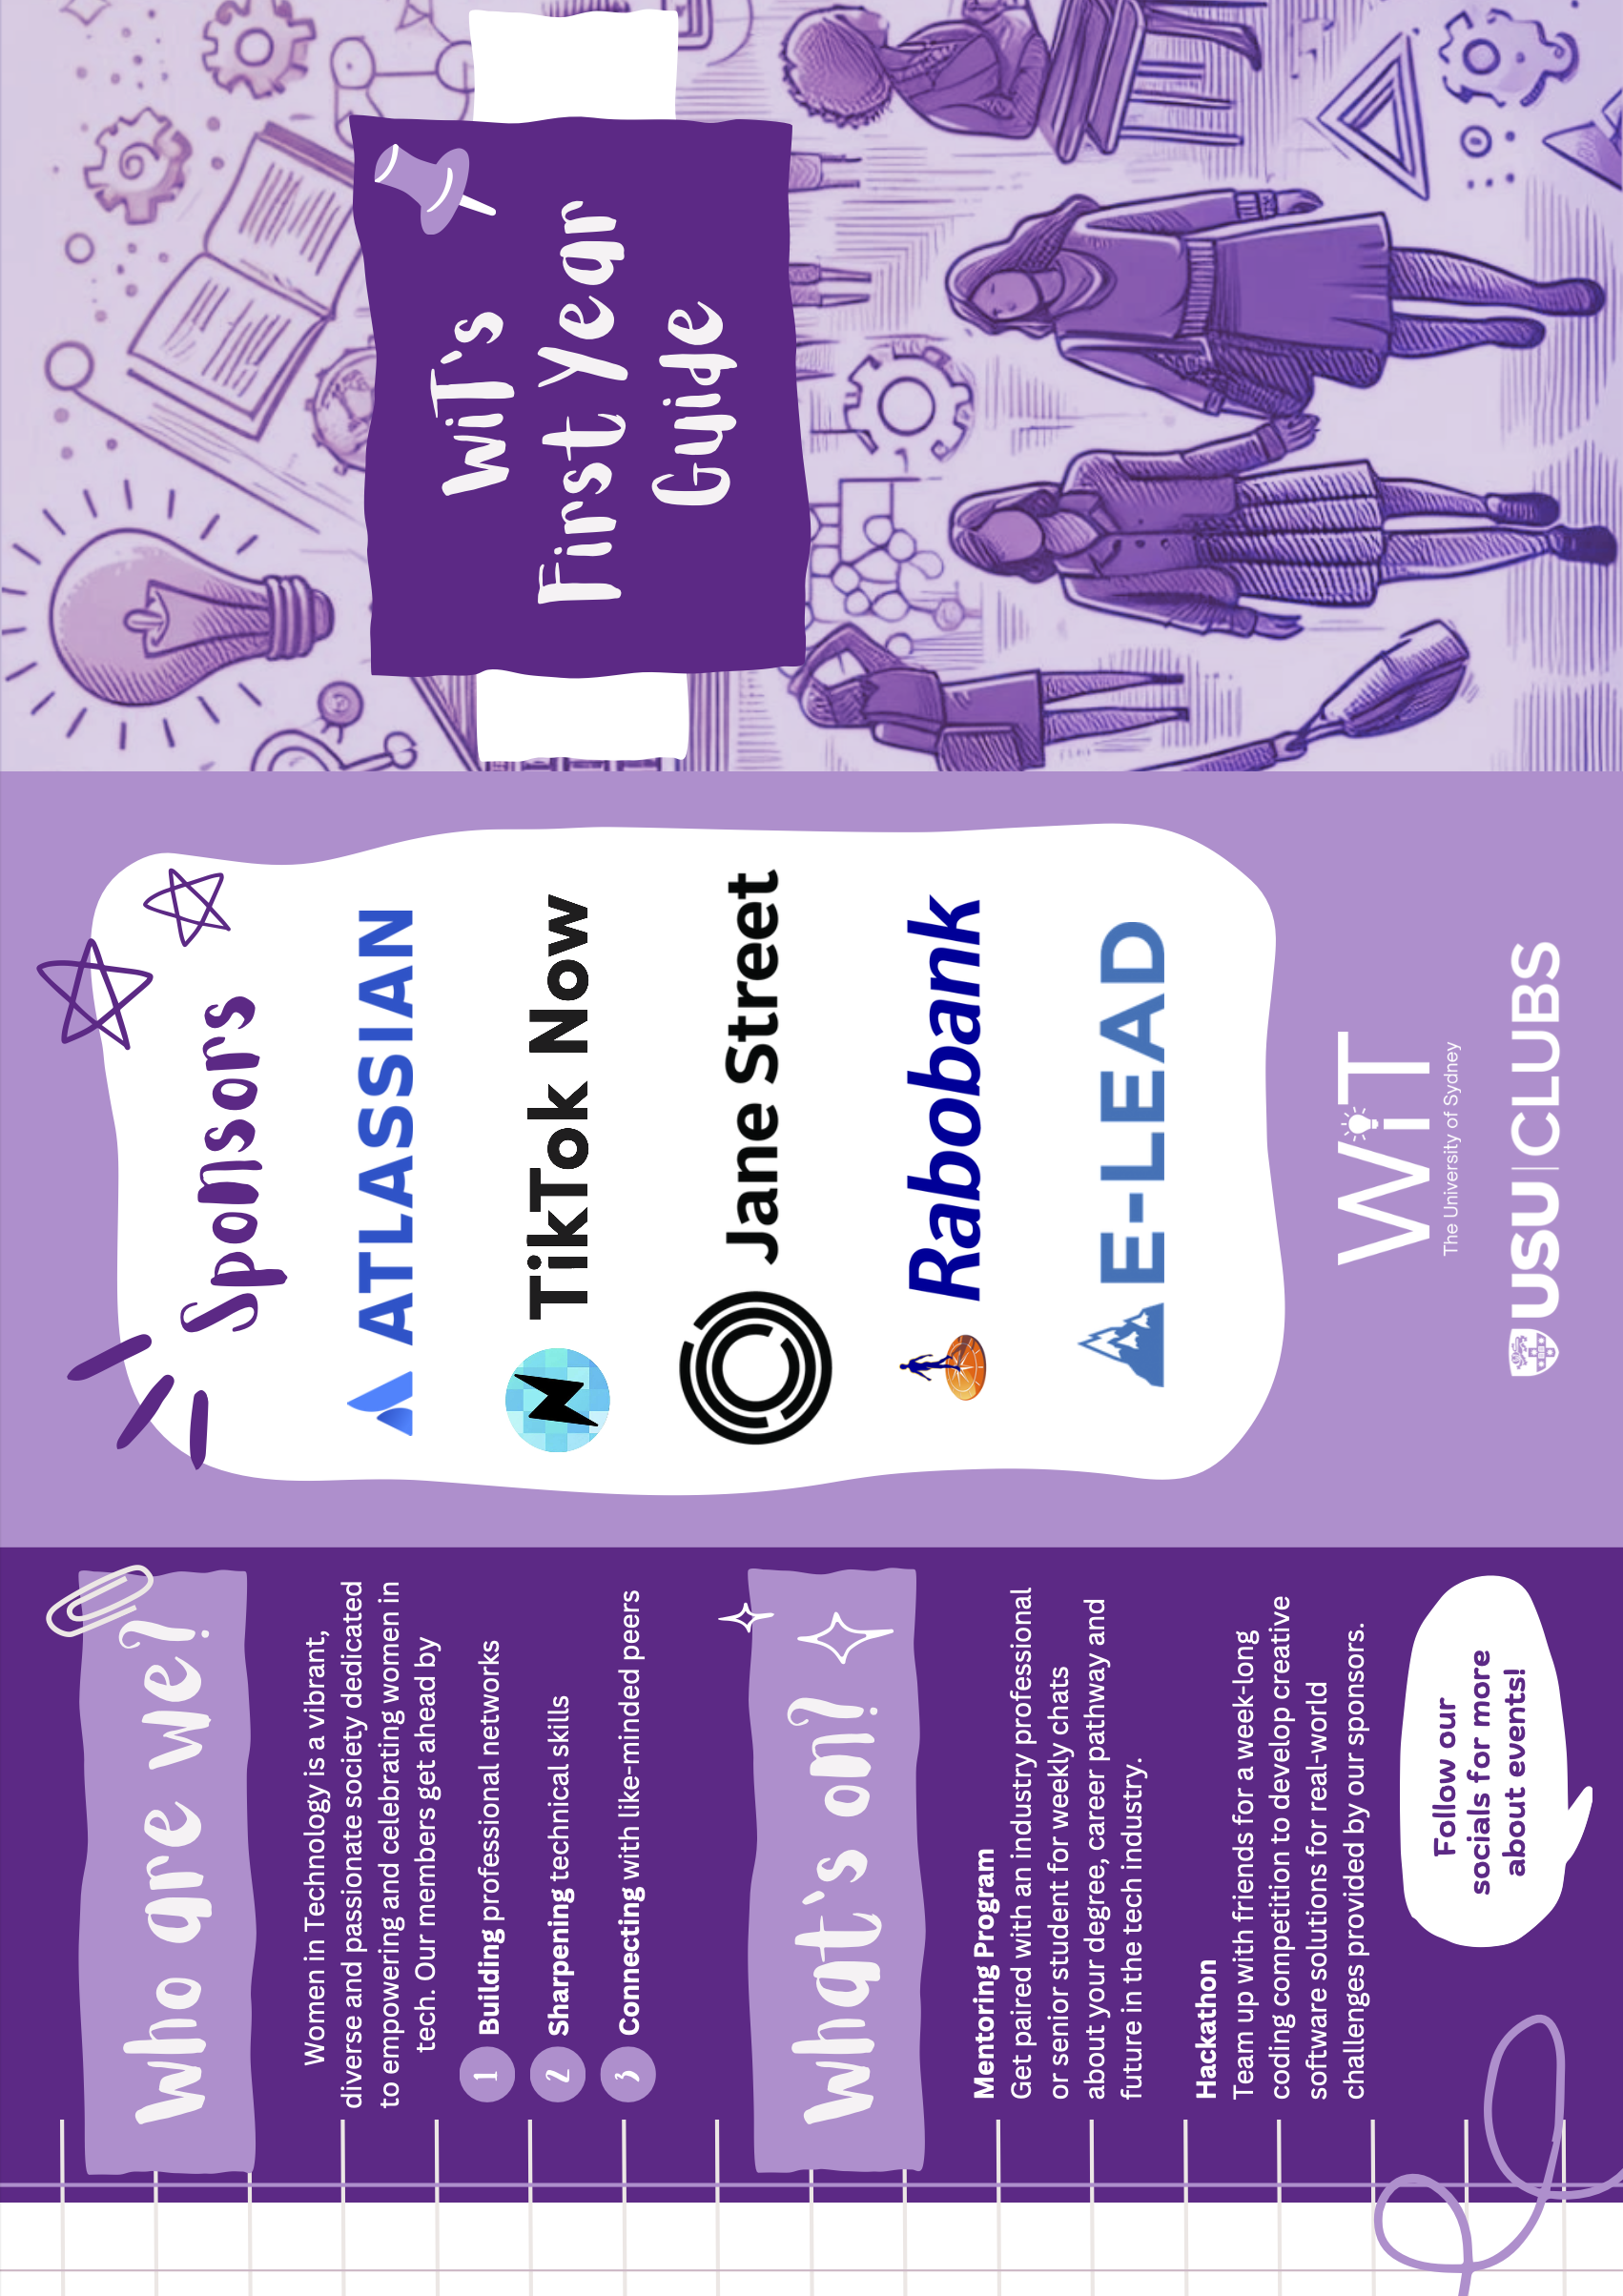 Who are we?
Women in Technology is a vibrant,
diverse and passionate society dedicated
to empowering and celebrating women in
tech. Our members get ahead by
1 Building professional networks
2 Sharpening technical skills
3 Connecting with like-minded peers
What's on?
Mentoring Program
Get paired with an industry professional
or senior student for weekly chats
about your degree, career pathway and
future in the tech industry.
Hackathon
Team up with friends for a week-long
coding competition to develop creative
software solutions for real-world
challenges provided by our sponsors.
Follow our
socials for more
about events!
Sponsors
ATLASSIAN
TikTok Now
Jane Street
Rabobank
E-LEAD
WiT
The University of Sydney
USU | CLUBS
WiT's
First Year
Guide